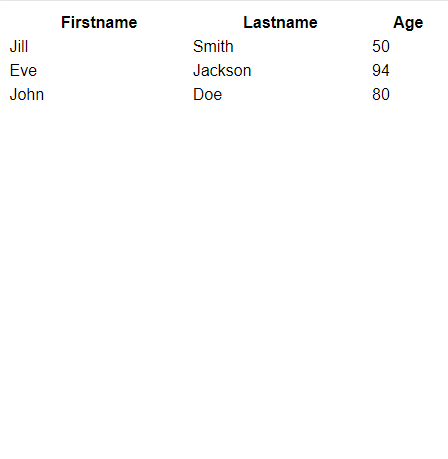 Firstname Lastname Age
Jill Smith 50
Eve Jackson 94
John Doe 80